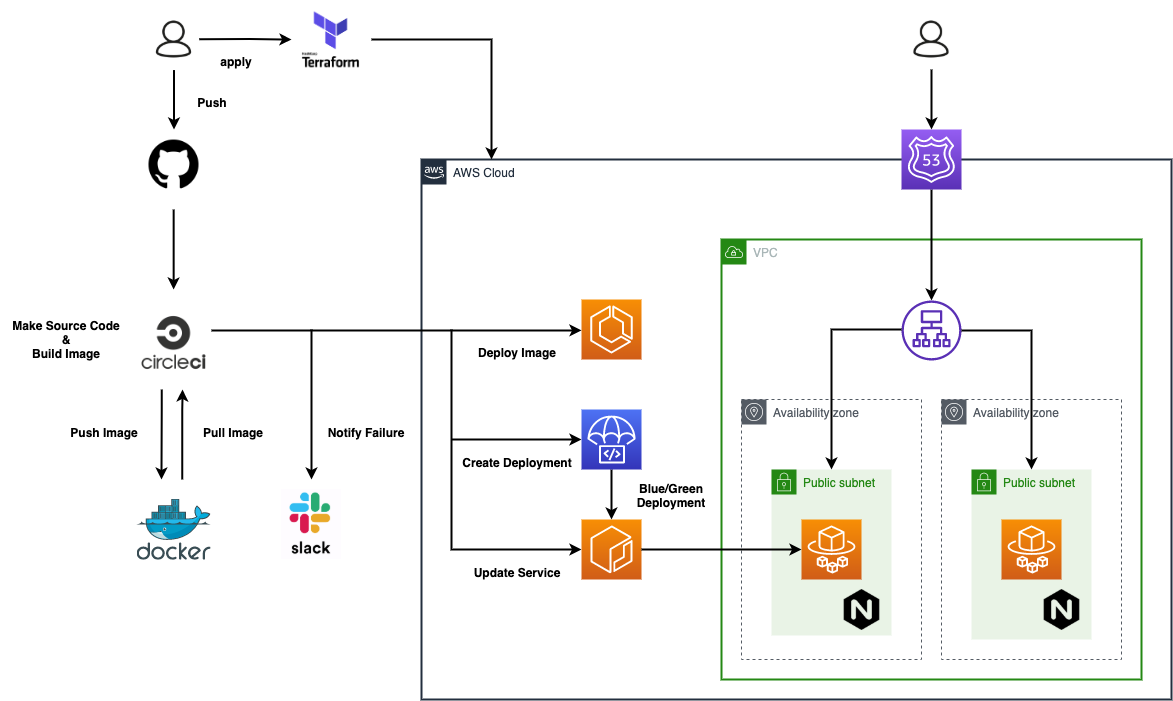 apply
HashiCorp
Terraform
Push
53
aws
AWS Cloud
VPC
Make Source Code
&
Build Image
circleci
Deploy Image
Availability zone
Availability zone
Push Image
Pull Image
Notify Failure
</>
Create Deployment
Blue/Green
Deployment
Public subnet
Public subnet
docker
slack
Update Service
N
N